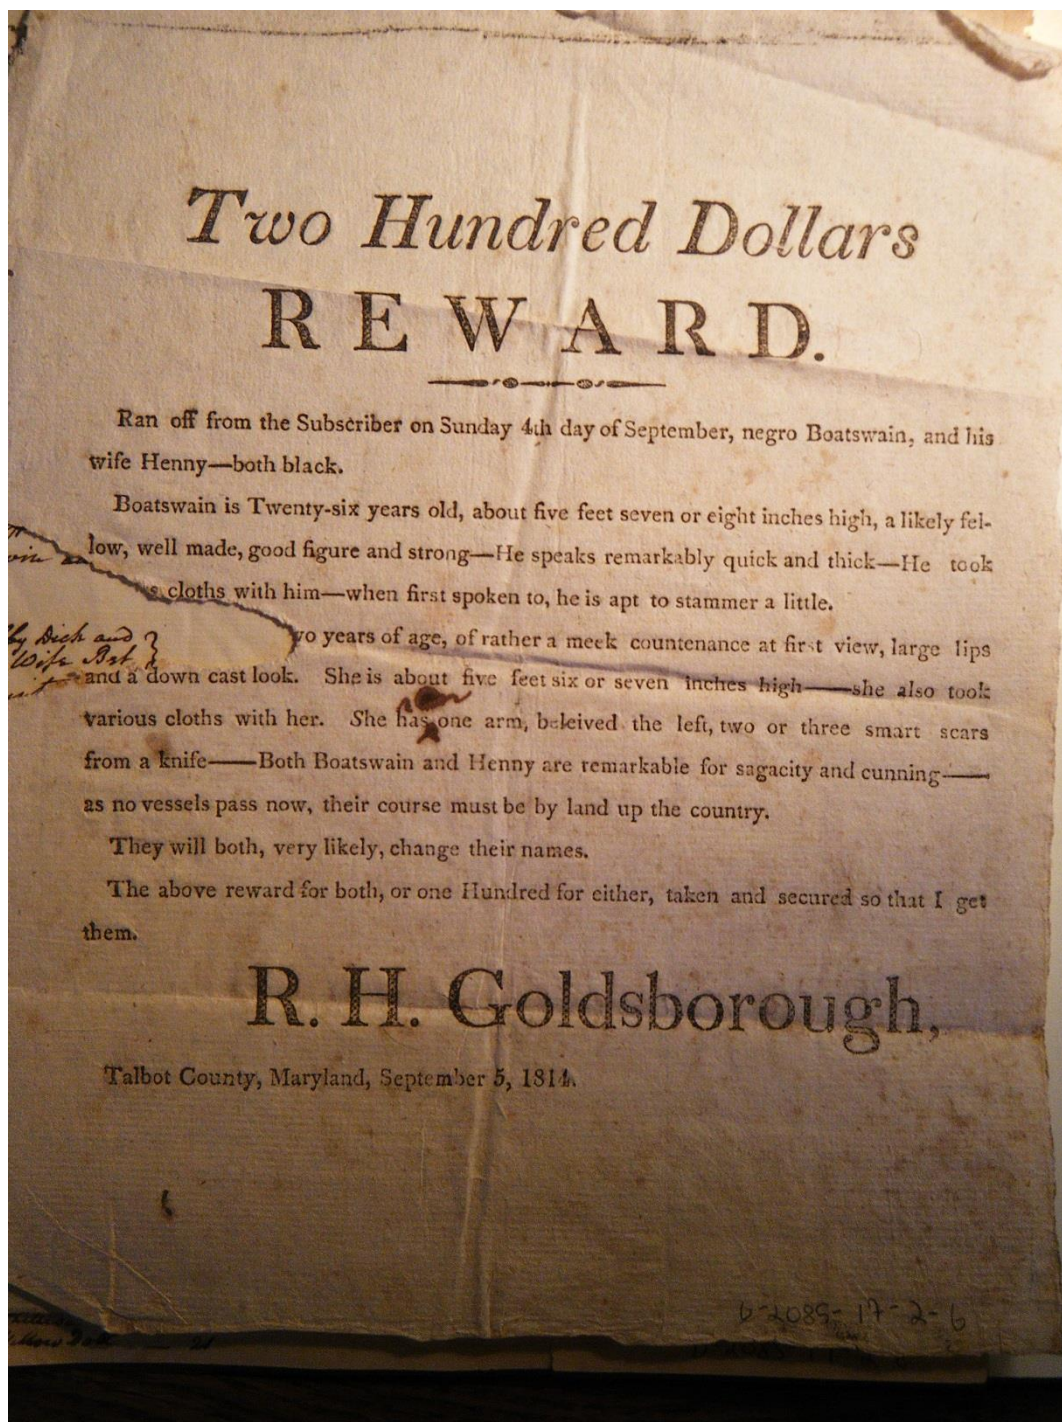 Two Hundred Dollars
REWARD.
Ran off from the Subscriber on Sunday 4th day of September, negro Boatswain, and his
wife Henny—both black.
Boatswain is Twenty-six years old, about five feet seven or eight inches high, a likely fel-
low, well made, good figure and strong—He speaks remarkably quick and thick—He took
cloths with him—when first spoken to, he is apt to stammer a little.
years of age, of rather a meek countenance at first view, large lips
by Dick and
Wife
and a down cast look. She is about five feet six or seven inches high——she also took
various cloths with her. She has one arm, beleived the left, two or three smart scars
from a knife——Both Boatswain and Henny are remarkable for sagacity and cunning——
as no vessels pass now, their course must be by land up the country.
They will both, very likely, change their names.
The above reward for both, or one Hundred for either, taken and secured so that I get
them.
R. H. Goldsborough,
Talbot County, Maryland, September 5, 1814.
2085-17-2-6